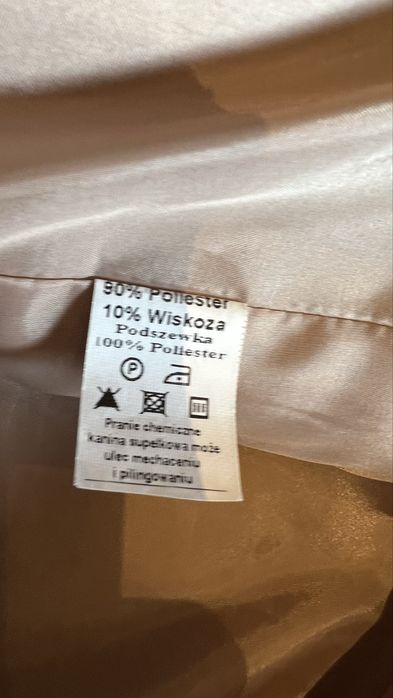 90% Poliester
10% Wiskoza
Podszewka
100% Poliester
P
Pranie chemiczne
kanina supełkowa może
ulec mechaceniu
i pilingowaniu